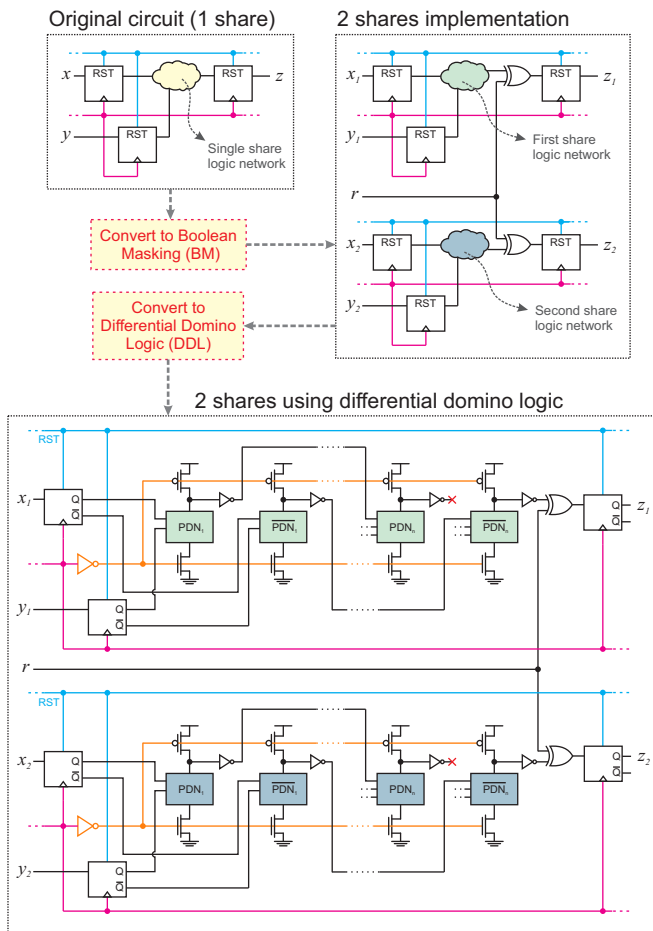 Original circuit (1 share)
RST
RST
x
z
y
RST
Single share
logic network
2 shares implementation
x1
RST
RST
z1
y1
RST
First share
logic network
r
x2
RST
RST
z2
y2
RST
Second share
logic network
Convert to Boolean
Masking (BM)
Convert to
Differential Domino
Logic (DDL)
2 shares using differential domino logic
RST
x1
Q
Q̅
PDN1
P̅D̅N̅1
PDNn
P̅D̅N̅n
Q
Q̅
z1
y1
Q
Q̅
r
RST
x2
Q
Q̅
PDN1
P̅D̅N̅1
PDNn
P̅D̅N̅n
Q
Q̅
z2
y2
Q
Q̅